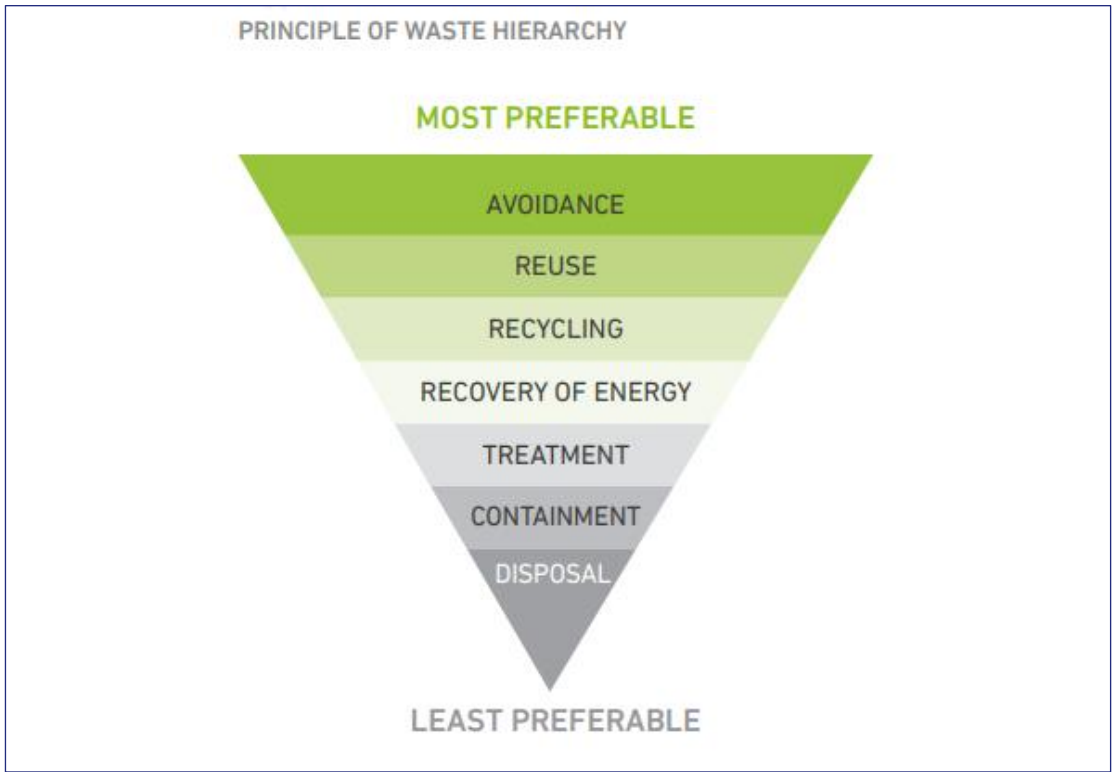 PRINCIPLE OF WASTE HIERARCHY
MOST PREFERABLE
AVOIDANCE
REUSE
RECYCLING
RECOVERY OF ENERGY
TREATMENT
CONTAINMENT
DISPOSAL
LEAST PREFERABLE